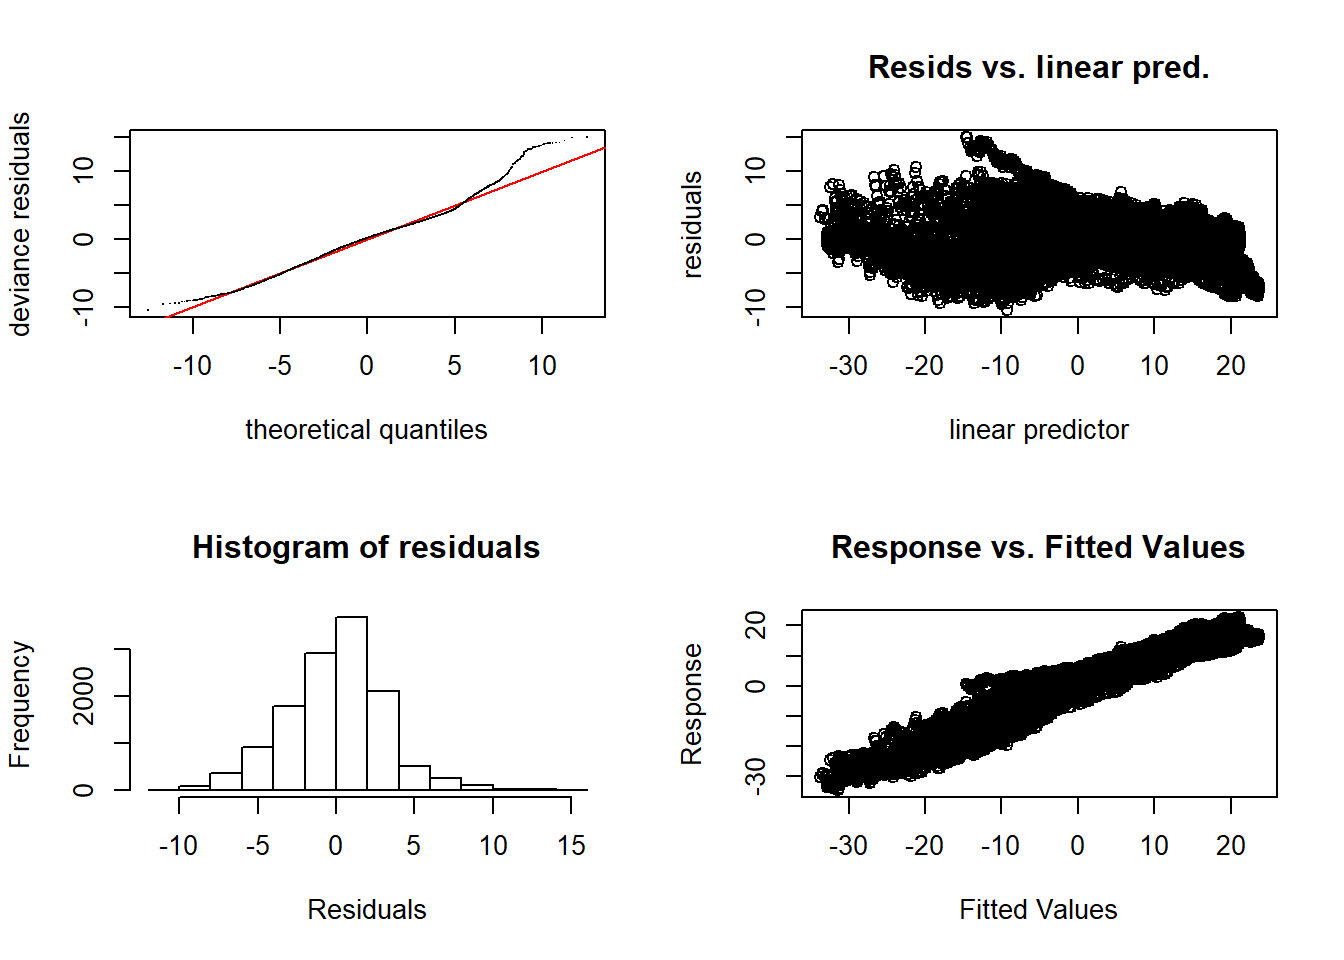 deviance residuals
10
0
-10
-10 -5 0 5 10
theoretical quantiles
Resids vs. linear pred.
residuals
10
0
-10
-30 -20 -10 0 10 20
linear predictor
Histogram of residuals
Frequency
2000
0
-10 -5 0 5 10 15
Residuals
Response vs. Fitted Values
Response
20
0
-30
-30 -20 -10 0 10 20
Fitted Values